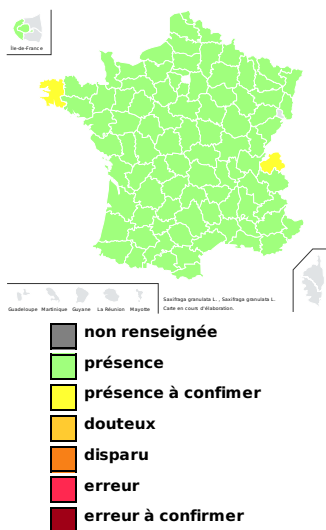 Île-de-France
Guadeloupe Martinique Guyane La Réunion Mayotte
Saxifraga granulata L. , Saxifraga granulata L.
Carte en cours d'élaboration.
non renseignée
présence
présence à confimer
douteux
disparu
erreur
erreur à confirmer